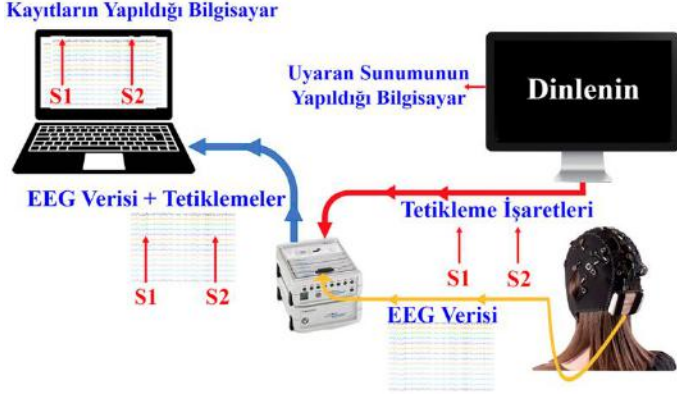 Kayıtların Yapıldığı Bilgisayar
S1
S2
Uyaran Sunumunun
Yapıldığı Bilgisayar
Dinlenin
EEG Verisi + Tetiklemeler
S1
S2
Tetikleme İşaretleri
S1
S2
EEG Verisi